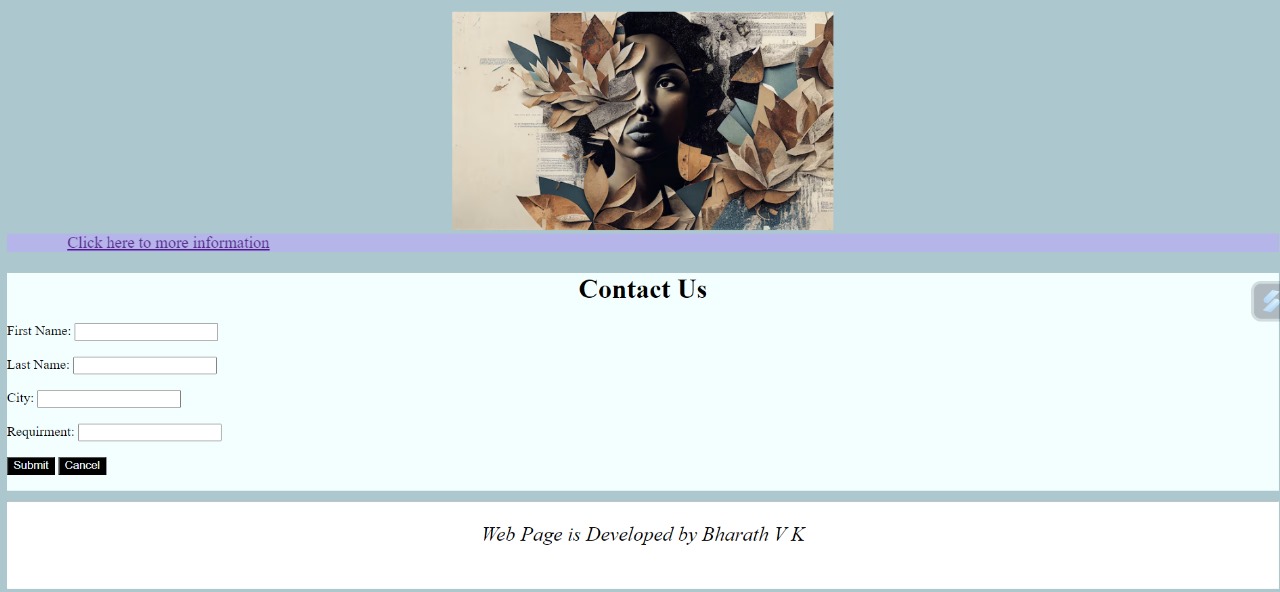 Click here to more information
Contact Us
First Name:
Last Name:
City:
Requirment:
Submit Cancel
Web Page is Developed by Bharath V K